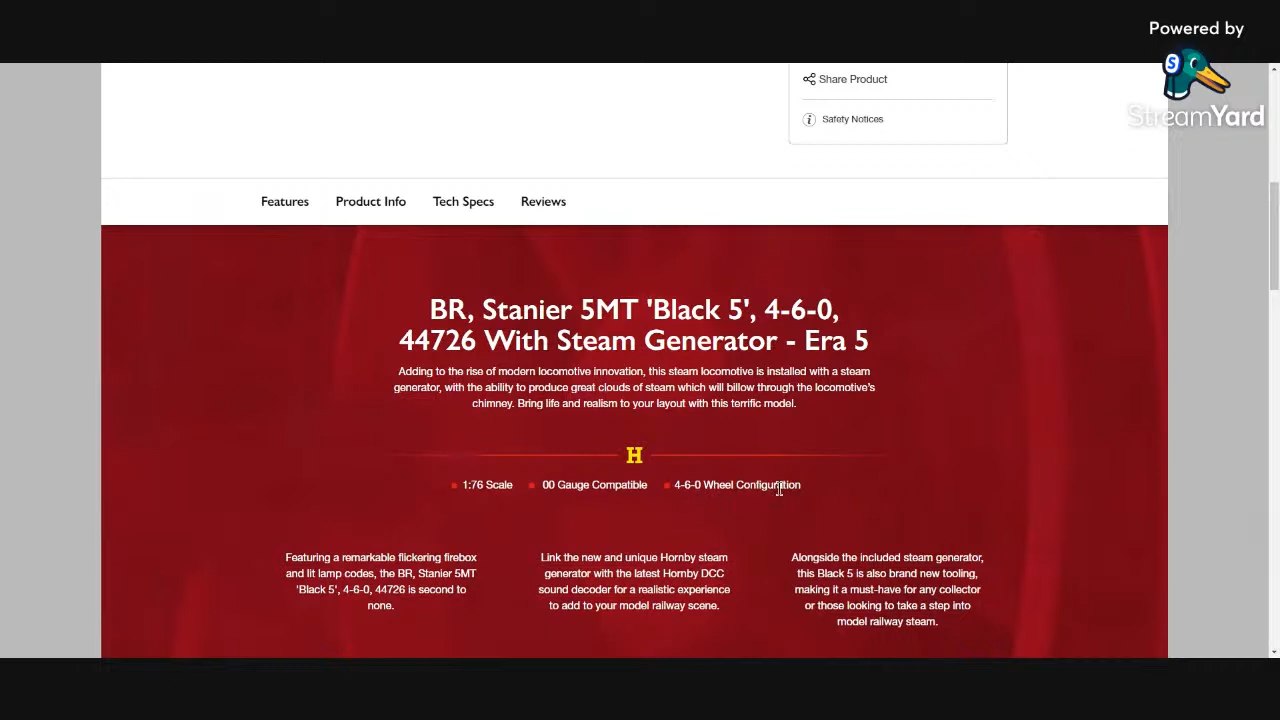 Powered by
StreamYard
Share Product
Safety Notices
Features Product Info Tech Specs Reviews
BR, Stanier 5MT 'Black 5', 4-6-0,
44726 With Steam Generator - Era 5
Adding to the rise of modern locomotive innovation, this steam locomotive is installed with a steam
generator, with the ability to produce great clouds of steam which will billow through the locomotive's
chimney. Bring life and realism to your layout with this terrific model.
H
1:76 Scale 00 Gauge Compatible 4-6-0 Wheel Configuration
Featuring a remarkable flickering firebox
and lit lamp codes, the BR, Stanier 5MT
'Black 5', 4-6-0, 44726 is second to
none.
Link the new and unique Hornby steam
generator with the latest Hornby DCC
sound decoder for a realistic experience
to add to your model railway scene.
Alongside the included steam generator,
this Black 5 is also brand new tooling,
making it a must-have for any collector
or those looking to take a step into
model railway steam.